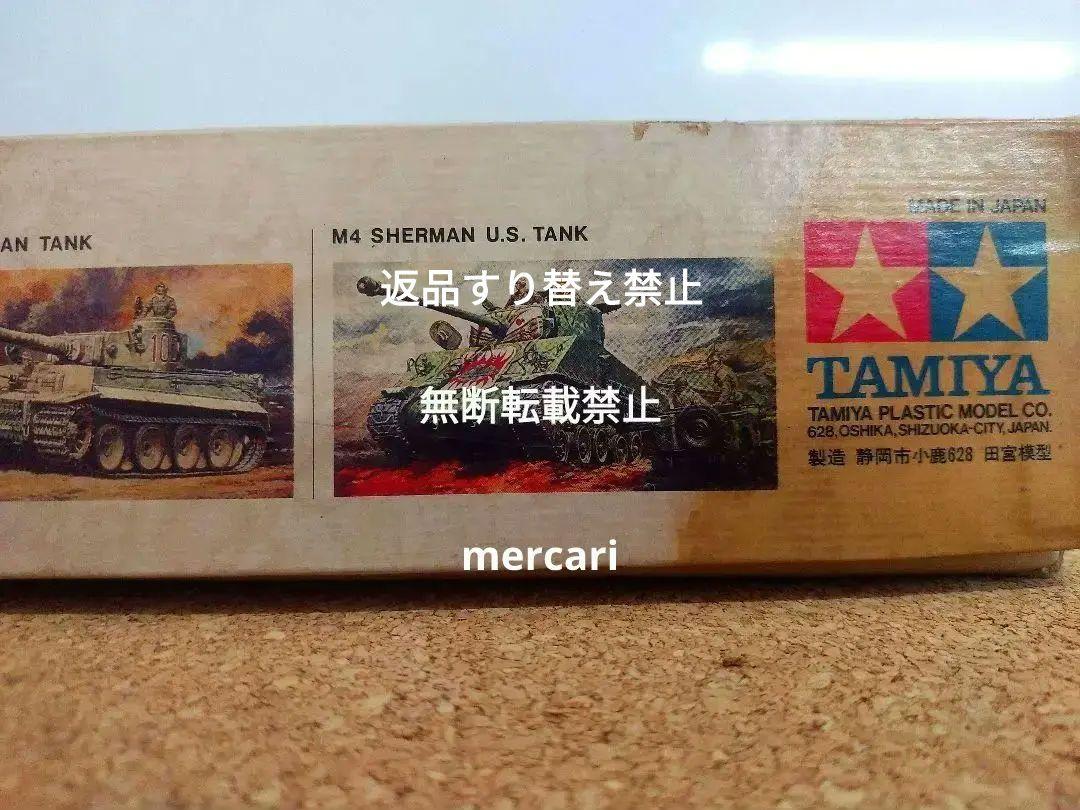 MADE IN JAPAN
AN TANK
M4 SHERMAN U.S. TANK
返品すり替え禁止
無断転載禁止
TAMIYA
TAMIYA PLASTIC MODEL CO.
628, OSHIKA, SHIZUOKA-CITY, JAPAN.
製造 静岡市小鹿628 田宮模型
mercari